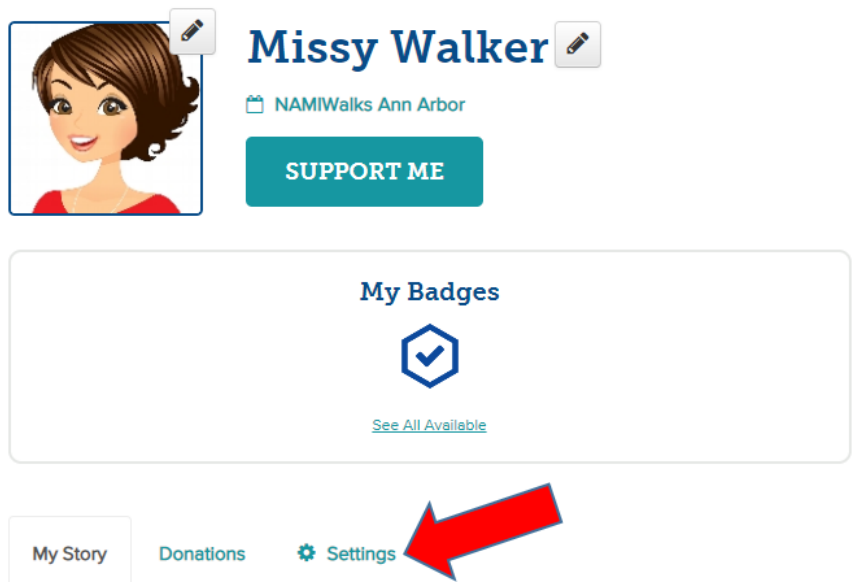 Missy Walker
NAMIWalks Ann Arbor
SUPPORT ME
My Badges
See All Available
My Story Donations Settings